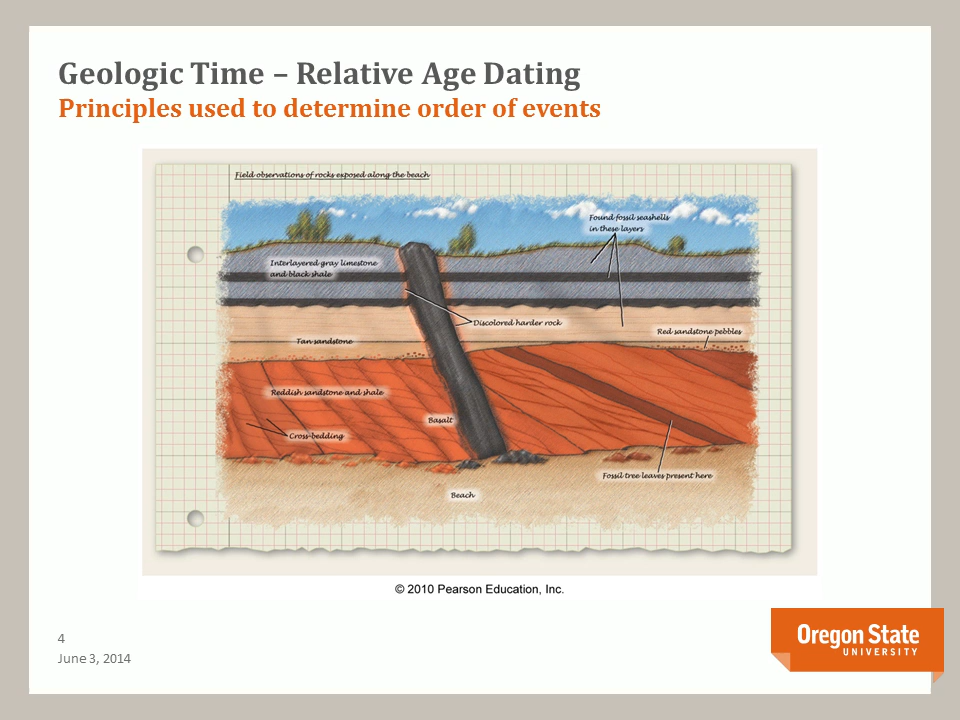 Geologic Time – Relative Age Dating
Principles used to determine order of events
Field observations of rocks exposed along the beach
Found fossil seashells
in these layers
Interlayered gray limestone
and black shale
Discolored harder rock
Red sandstone pebbles
Tan sandstone
Reddish sandstone and shale
Basalt
Cross-bedding
Fossil tree leaves present here
Beach
© 2010 Pearson Education, Inc.
4
June 3, 2014
Oregon State
UNIVERSITY